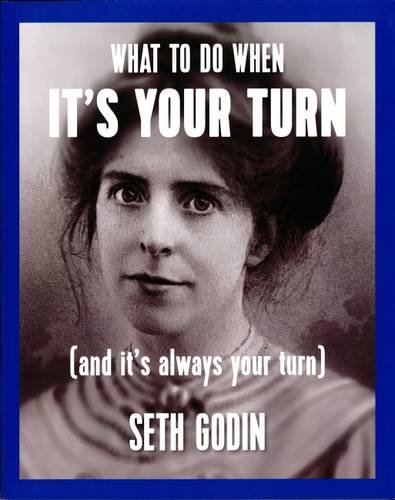 WHAT TO DO WHEN
IT'S YOUR TURN
(and it's always your turn)
SETH GODIN